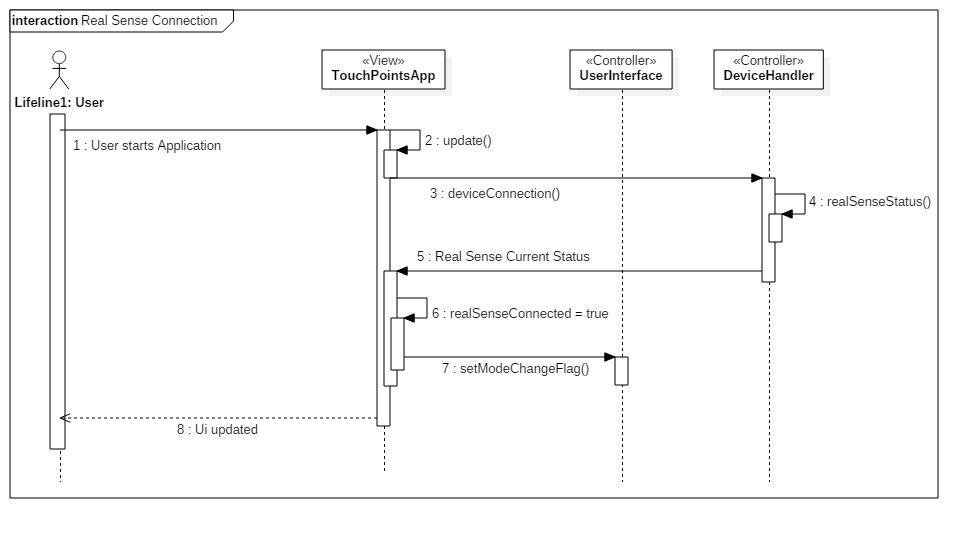 interaction Real Sense Connection
«View»
TouchPointsApp
«Controller»
UserInterface
«Controller»
DeviceHandler
Lifeline1: User
1 : User starts Application
2 : update()
3 : deviceConnection()
4 : realSenseStatus()
5 : Real Sense Current Status
6 : realSenseConnected = true
7 : setModeChangeFlag()
8 : Ui updated